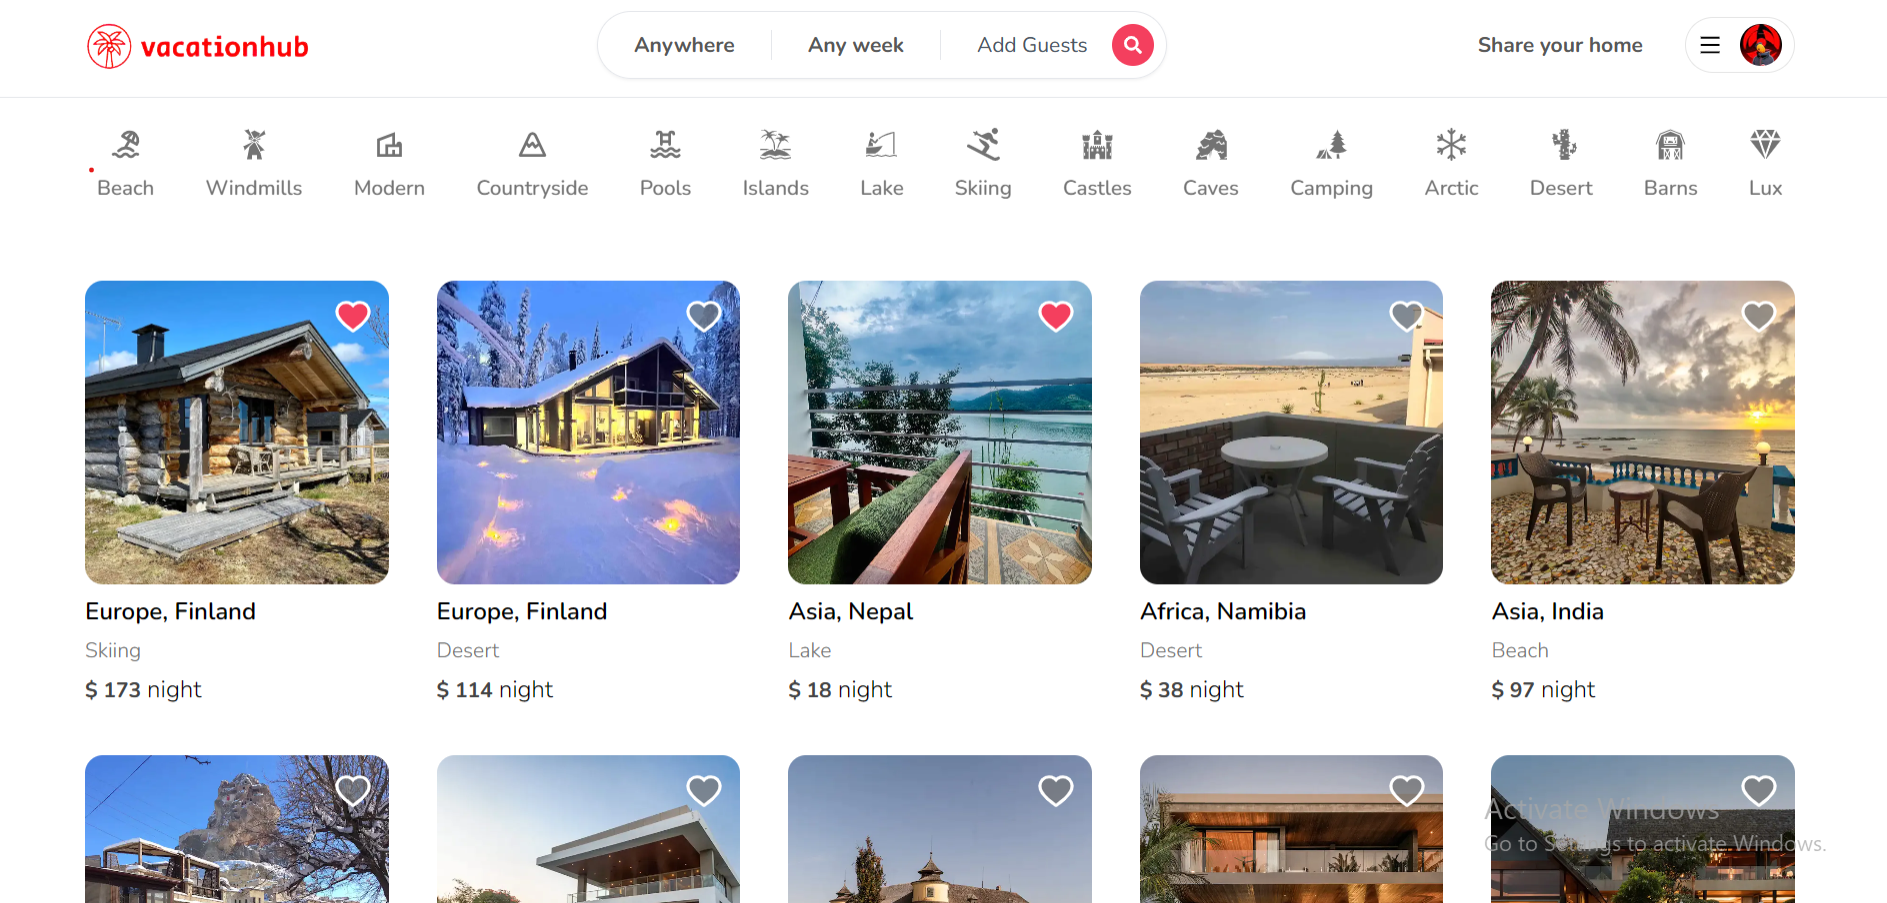 vacationhub
Anywhere
Any week
Add Guests
Share your home
Beach
Windmills
Modern
Countryside
Pools
Islands
Lake
Skiing
Castles
Caves
Camping
Arctic
Desert
Barns
Lux
Europe, Finland
Skiing
$ 173 night
Europe, Finland
Desert
$ 114 night
Asia, Nepal
Lake
$ 18 night
Africa, Namibia
Desert
$ 38 night
Asia, India
Beach
$ 97 night
Activate Windows
Go to Settings to activate Windows.